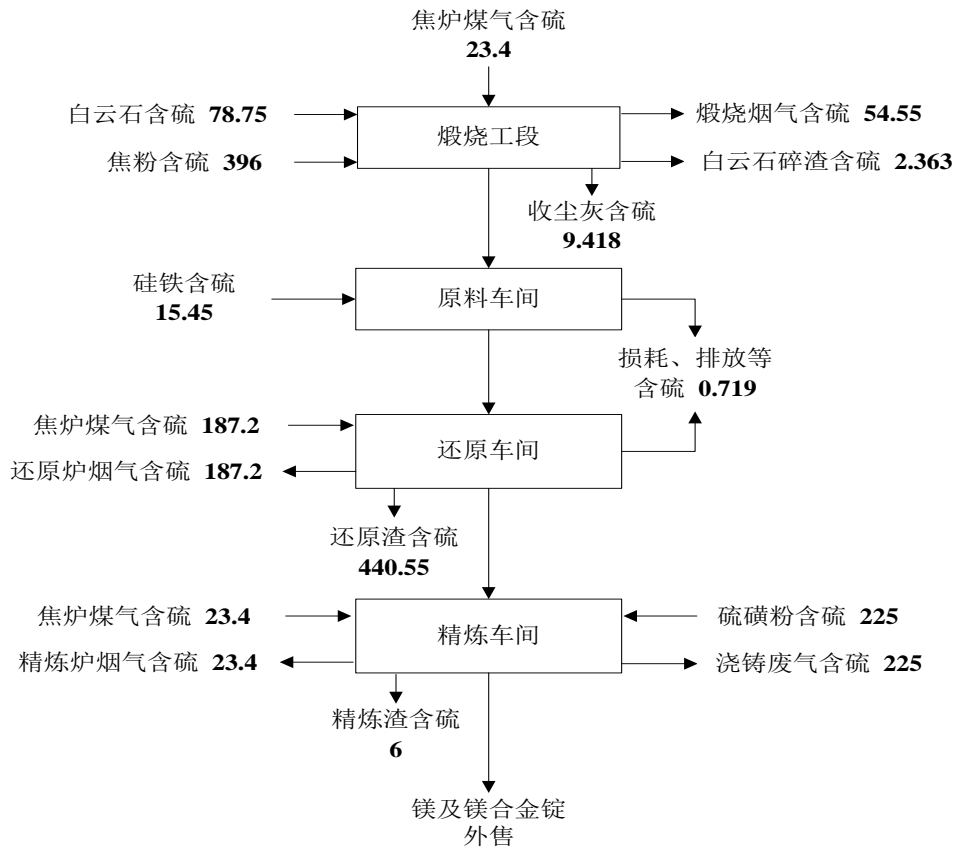 焦炉煤气含硫
23.4
白云石含硫 78.75
煅烧烟气含硫 54.55
煅烧工段
焦粉含硫 396
白云石碎渣含硫 2.363
收尘灰含硫
9.418
硅铁含硫
15.45
原料车间
损耗、排放等
含硫 0.719
焦炉煤气含硫 187.2
还原车间
还原炉烟气含硫 187.2
还原渣含硫
440.55
焦炉煤气含硫 23.4
硫磺粉含硫 225
精炼车间
精炼炉烟气含硫 23.4
浇铸废气含硫 225
精炼渣含硫
6
镁及镁合金锭
外售